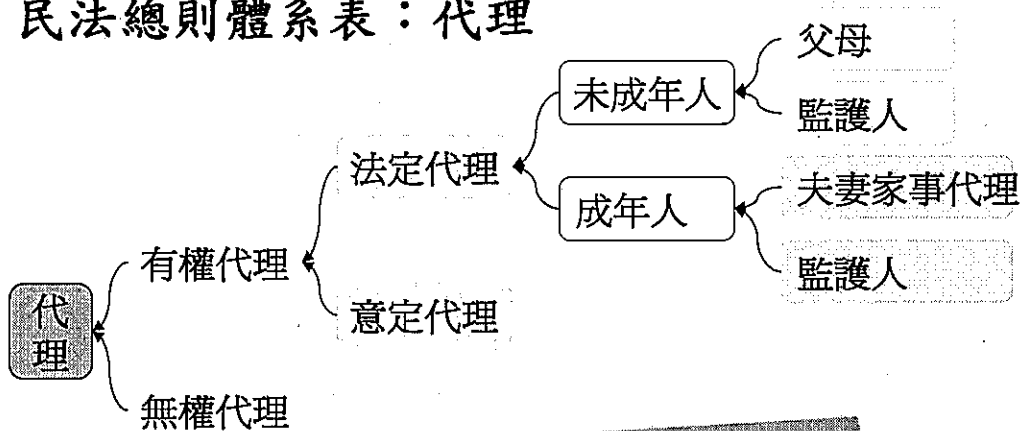 民法總則體系表：代理
父母
未成年人
監護人
法定代理
夫妻家事代理
成年人
有權代理
監護人
代理
意定代理
無權代理